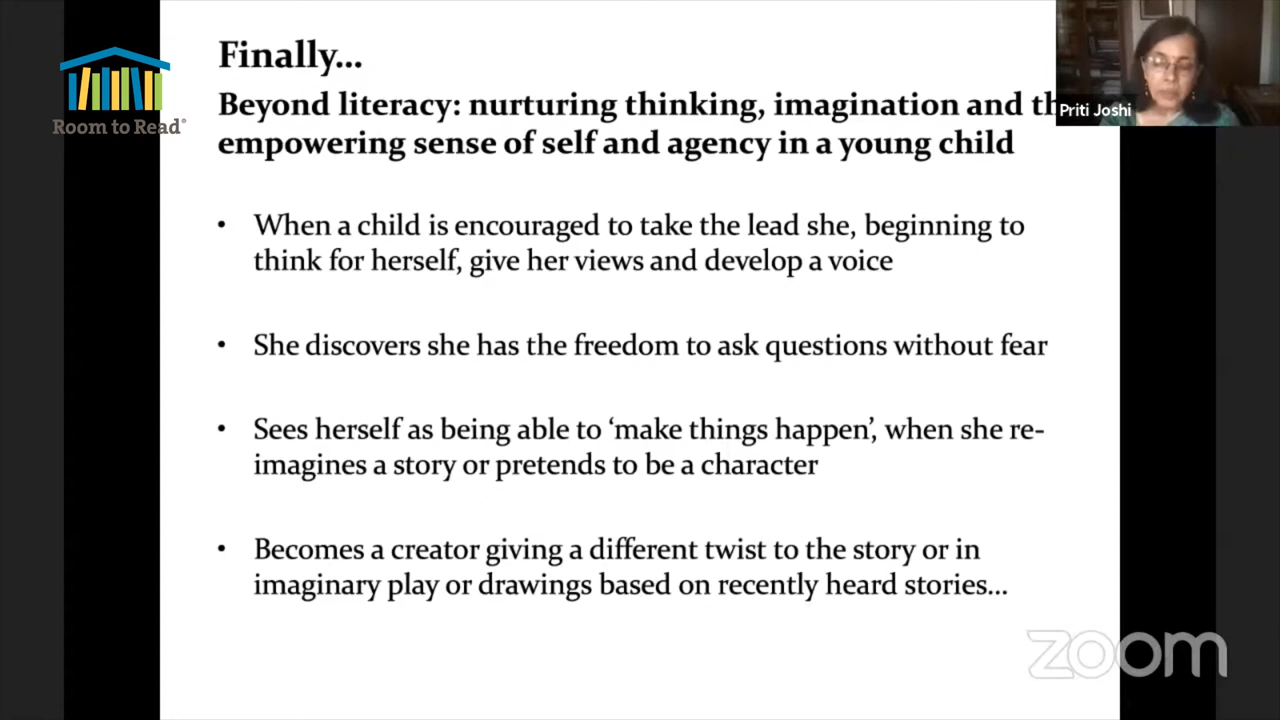 Finally...
Room to Read®
Beyond literacy: nurturing thinking, imagination and th
Priti Joshi
empowering sense of self and agency in a young child
• When a child is encouraged to take the lead she, beginning to
think for herself, give her views and develop a voice
• She discovers she has the freedom to ask questions without fear
• Sees herself as being able to ‘make things happen’, when she re-
imagines a story or pretends to be a character
• Becomes a creator giving a different twist to the story or in
imaginary play or drawings based on recently heard stories...
zoom